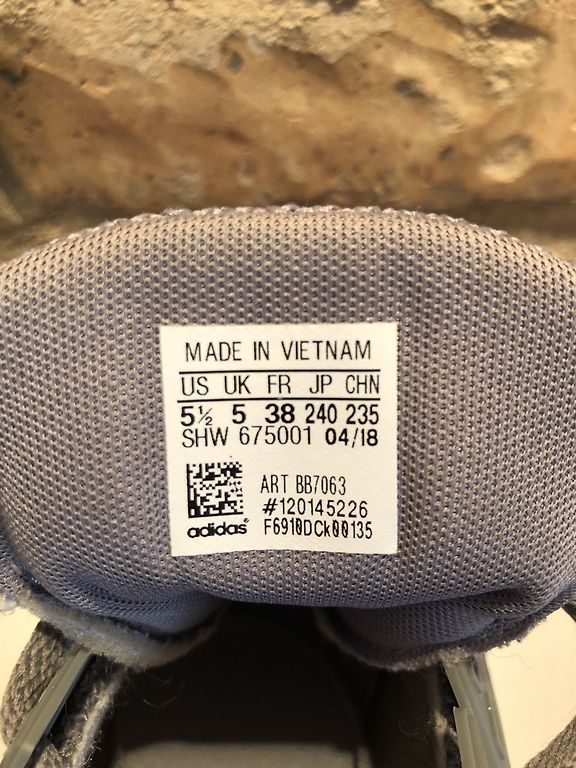 MADE IN VIETNAM
US UK FR JP CHN
5½ 5 38 240 235
SHW 675001 04/18
ART BB7063
#120145226
adidas F6910DCk00135